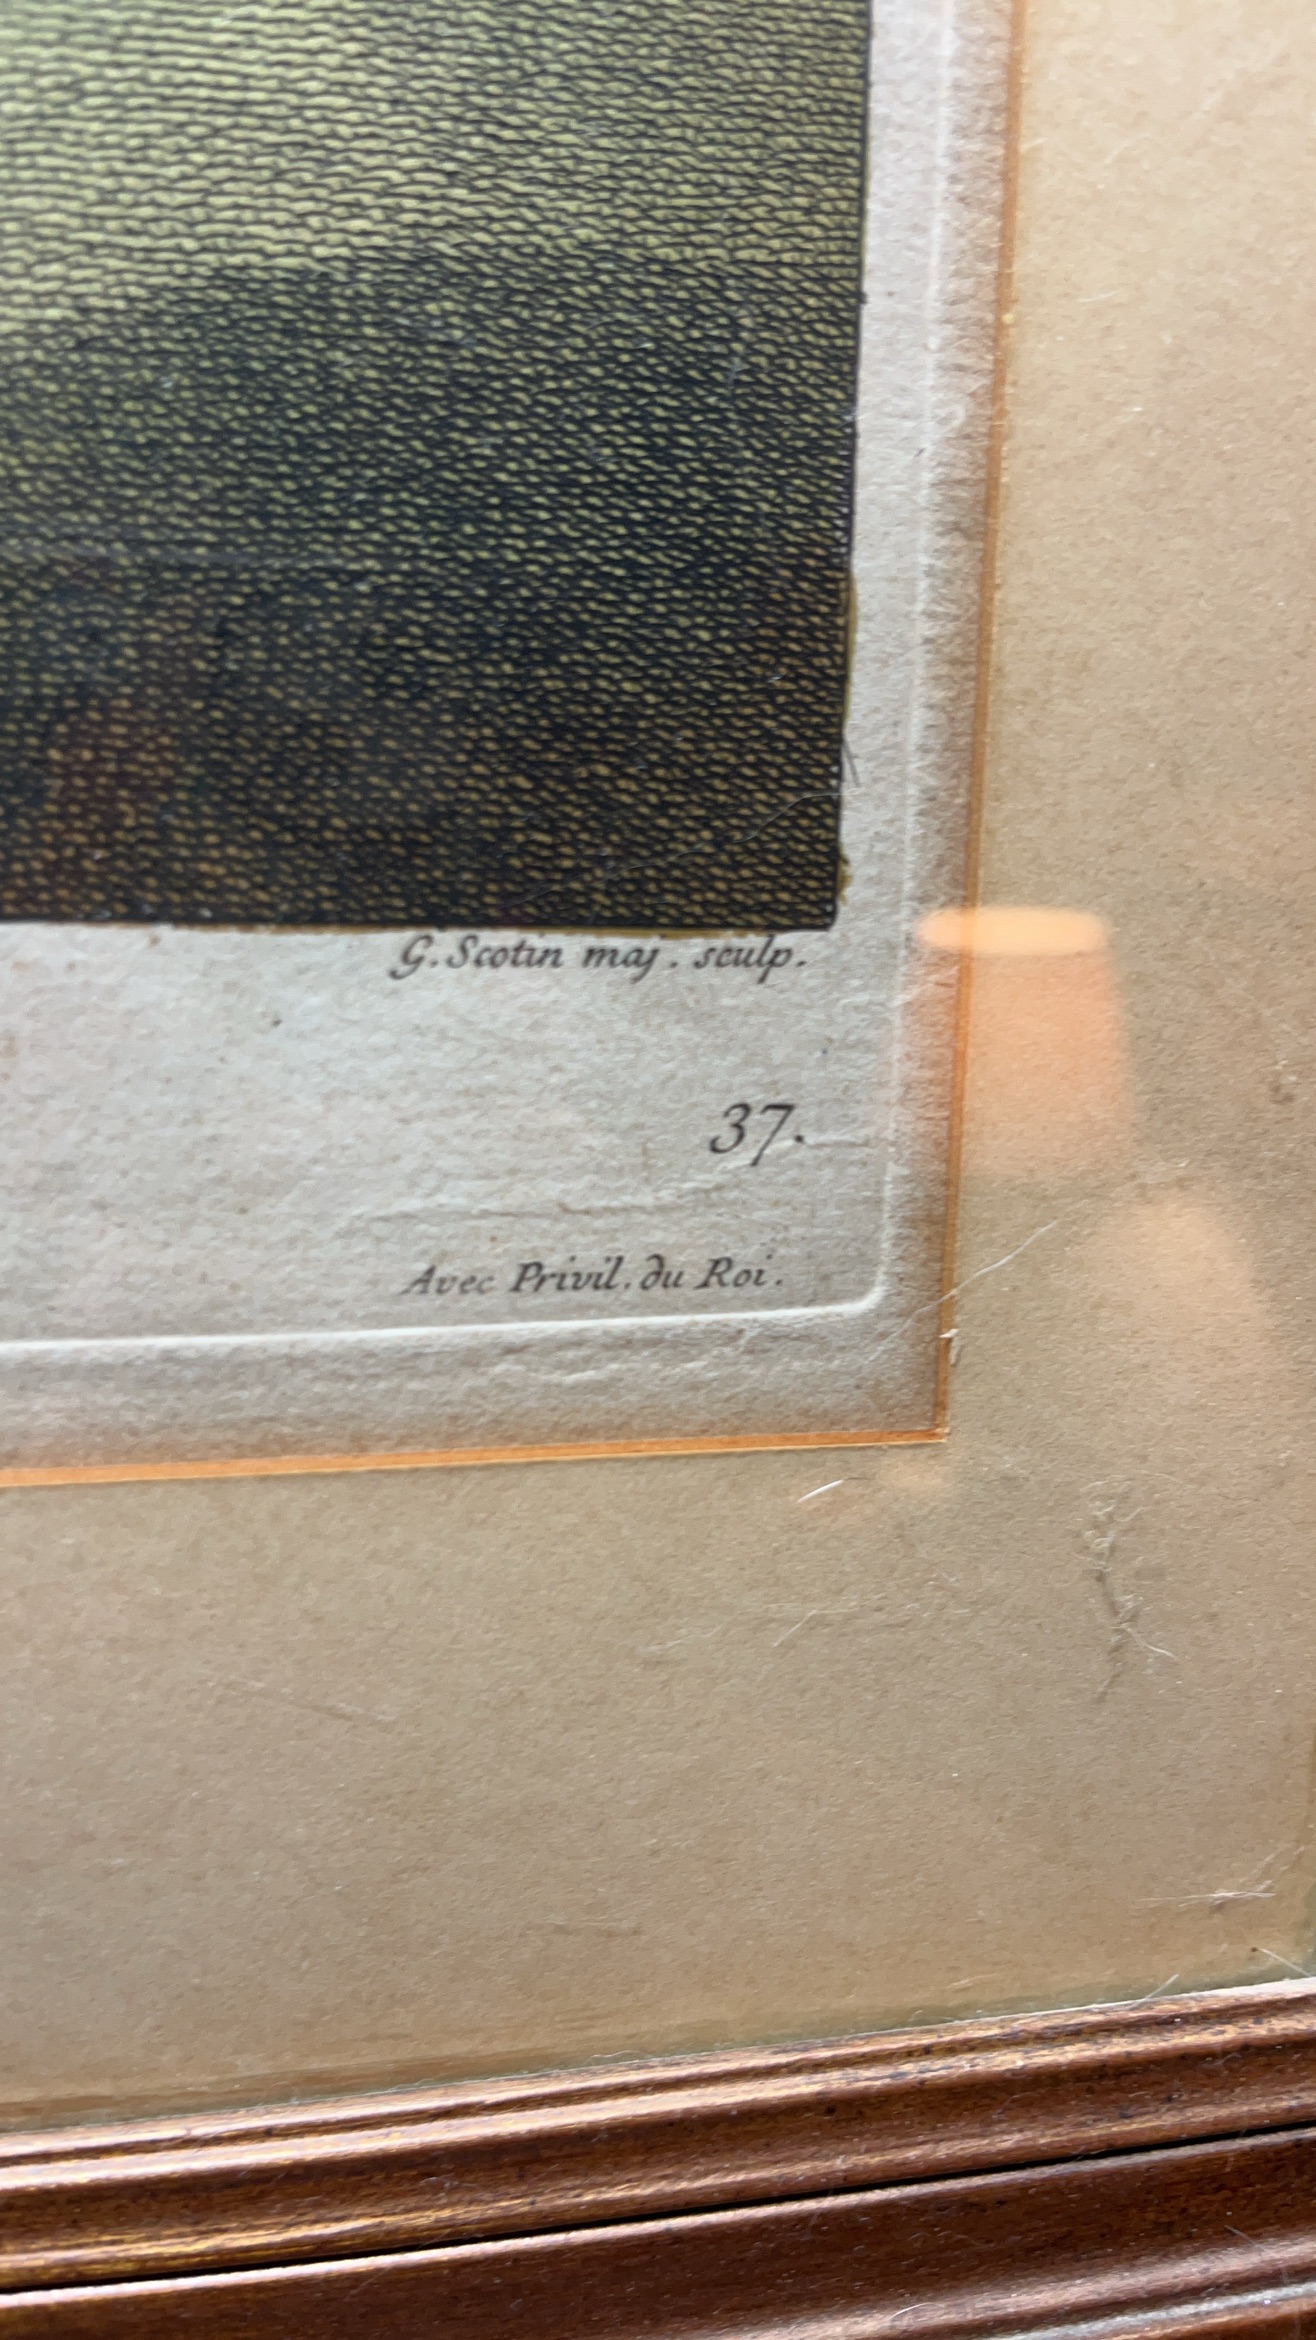 G. Scotin maj. sculp.
37.
Avec Privil. du Roi.